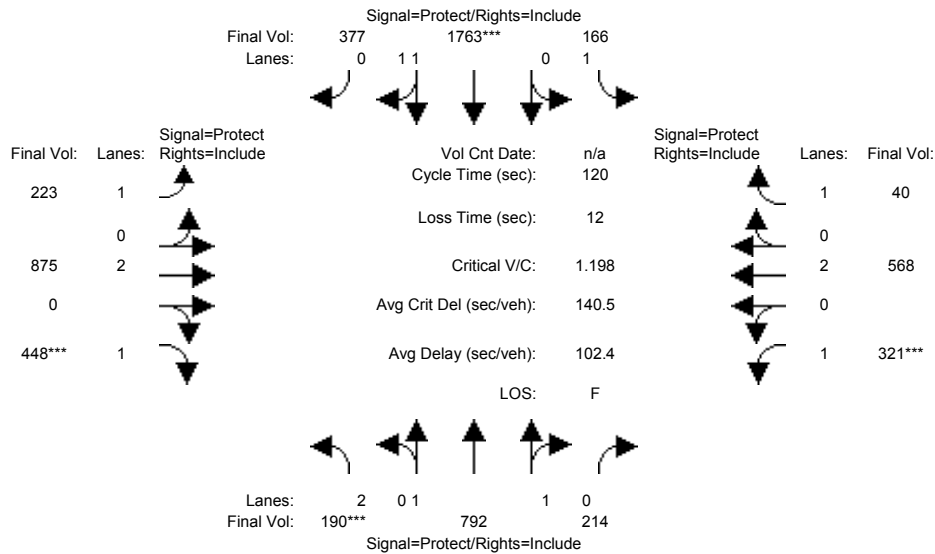 Signal=Protect/Rights=Include
Final Vol: 377 1763*** 166
Lanes: 0 1 1 0 1
Signal=Protect Signal=Protect
Final Vol: Lanes: Rights=Include Vol Cnt Date: n/a Rights=Include Lanes: Final Vol:
Cycle Time (sec): 120
223 1 1 40
Loss Time (sec): 12
0 0
875 2 Critical V/C: 1.198 2 568
0 Avg Crit Del (sec/veh): 140.5 0
448*** 1 Avg Delay (sec/veh): 102.4 1 321***
LOS: F
Lanes: 2 0 1 1 0
Final Vol: 190*** 792 214
Signal=Protect/Rights=Include